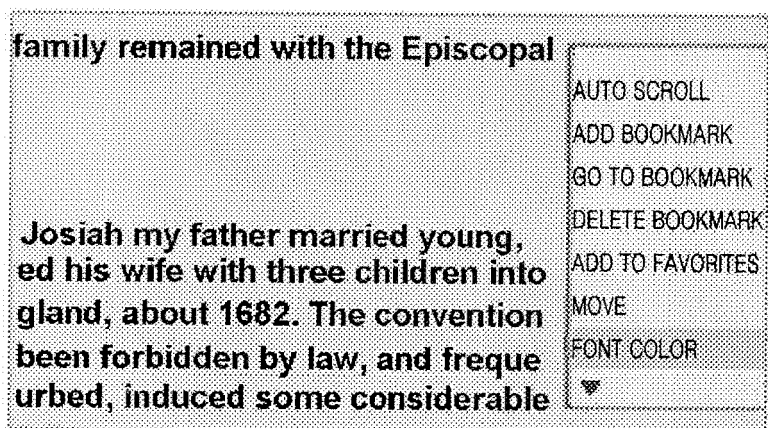 family remained with the Episcopal
Josiah my father married young,
ed his wife with three children into
gland, about 1682. The convention
been forbidden by law, and freque
urbed, induced some considerable
AUTO SCROLL
ADD BOOKMARK
GO TO BOOKMARK
DELETE BOOKMARK
ADD TO FAVORITES
MOVE
FONT COLOR